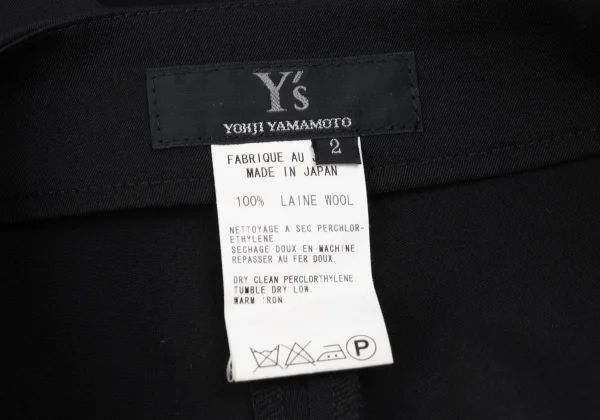 Y's
YOHJI YAMAMOTO
2
FABRIQUE AU J
MADE IN JAPAN
100% LAINE WOOL
NETTOYAGE A SEC PERCHLOR-
ETHYLENE.
SECHAGE DOUX EN MACHINE
REPASSER AU FER DOUX.
DRY CLEAN PERCLORTHYLENE.
TUMBLE DRY LOW.
WARM IRON.
P